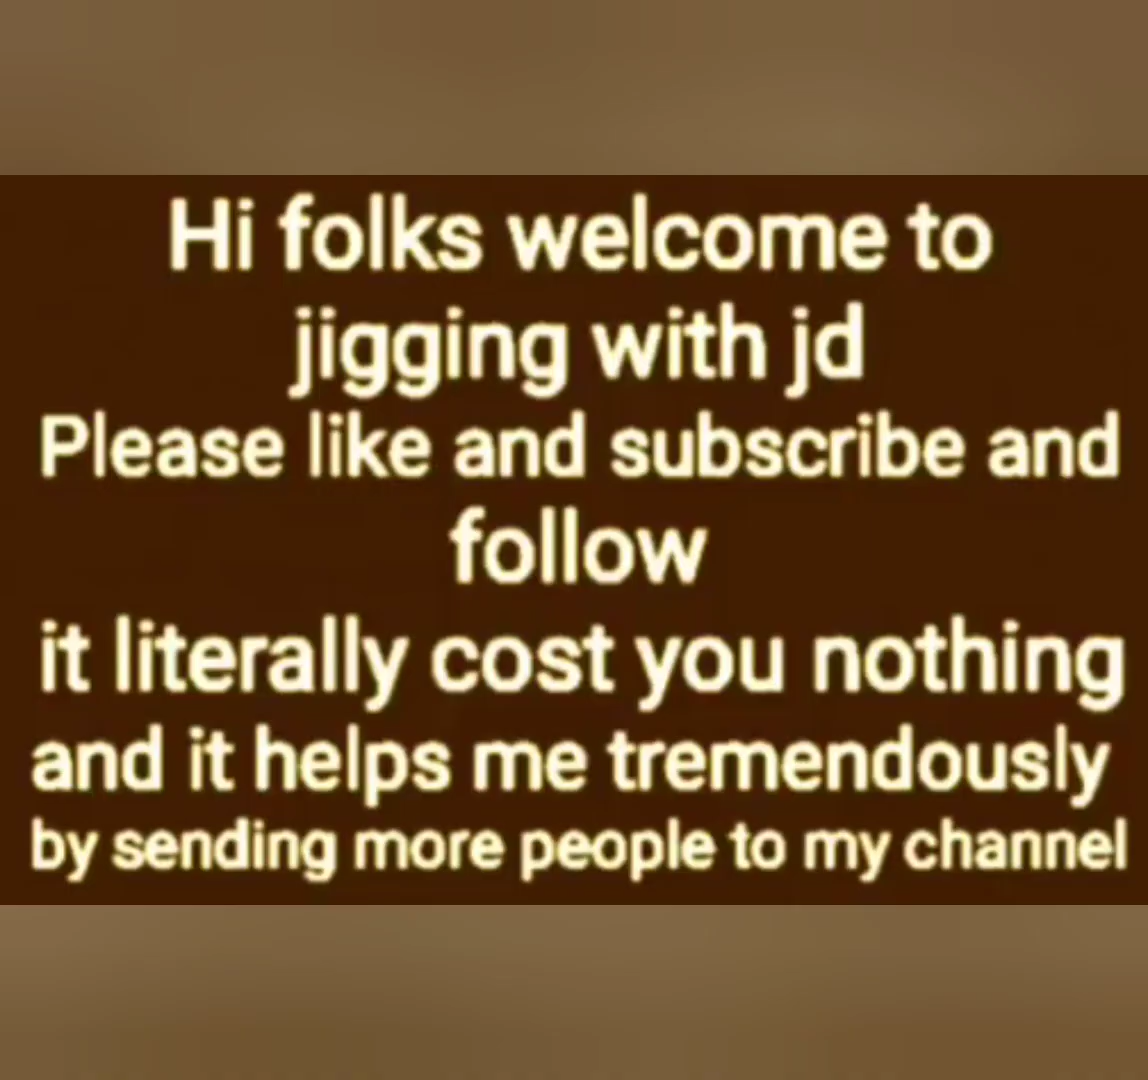 Hi folks welcome to
jigging with jd
Please like and subscribe and
follow
it literally cost you nothing
and it helps me tremendously
by sending more people to my channel